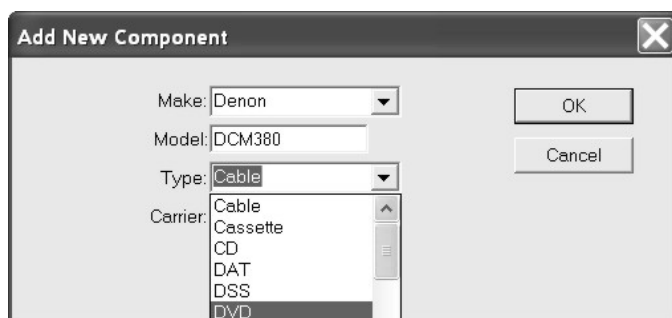 Add New Component
Make: Denon
OK
Model: DCM380
Cancel
Type: Cable
Carrier:
Cable
Cassette
CD
DAT
DSS
DVD